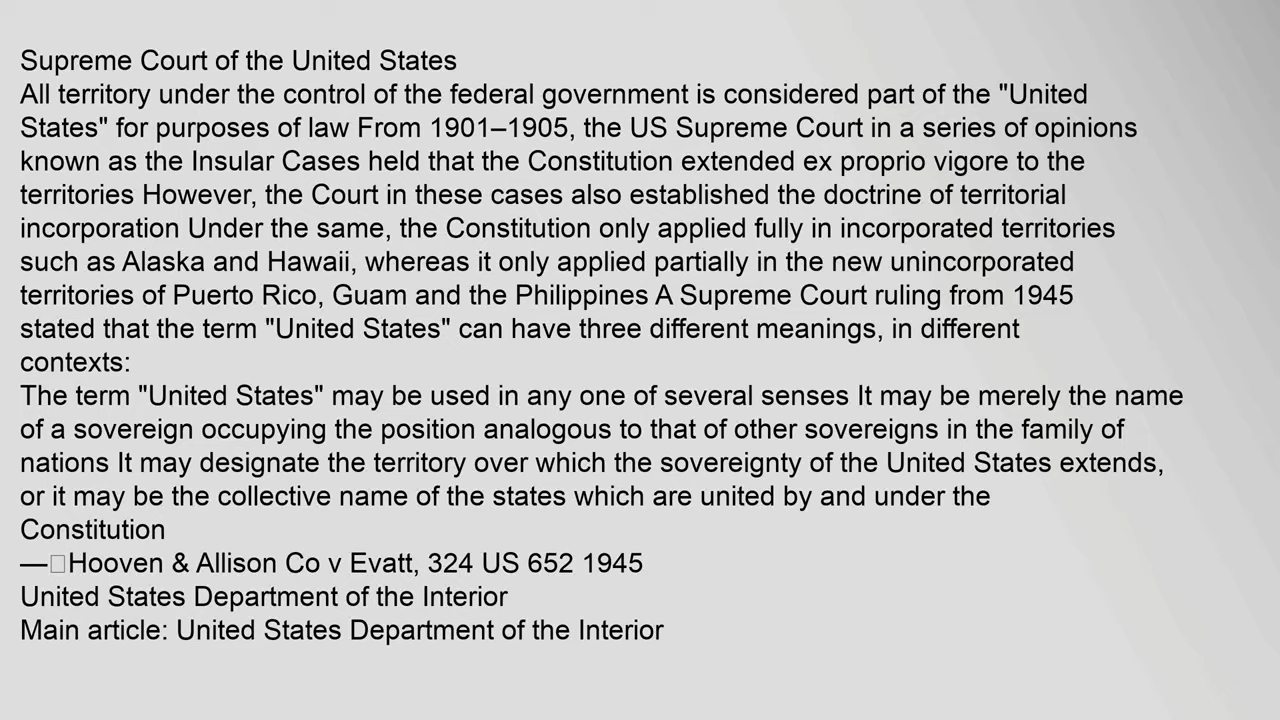 Supreme Court of the United States
All territory under the control of the federal government is considered part of the "United
States" for purposes of law From 1901–1905, the US Supreme Court in a series of opinions
known as the Insular Cases held that the Constitution extended ex proprio vigore to the
territories However, the Court in these cases also established the doctrine of territorial
incorporation Under the same, the Constitution only applied fully in incorporated territories
such as Alaska and Hawaii, whereas it only applied partially in the new unincorporated
territories of Puerto Rico, Guam and the Philippines A Supreme Court ruling from 1945
stated that the term "United States" can have three different meanings, in different
contexts:
The term "United States" may be used in any one of several senses It may be merely the name
of a sovereign occupying the position analogous to that of other sovereigns in the family of
nations It may designate the territory over which the sovereignty of the United States extends,
or it may be the collective name of the states which are united by and under the
Constitution
—□Hooven & Allison Co v Evatt, 324 US 652 1945
United States Department of the Interior
Main article: United States Department of the Interior